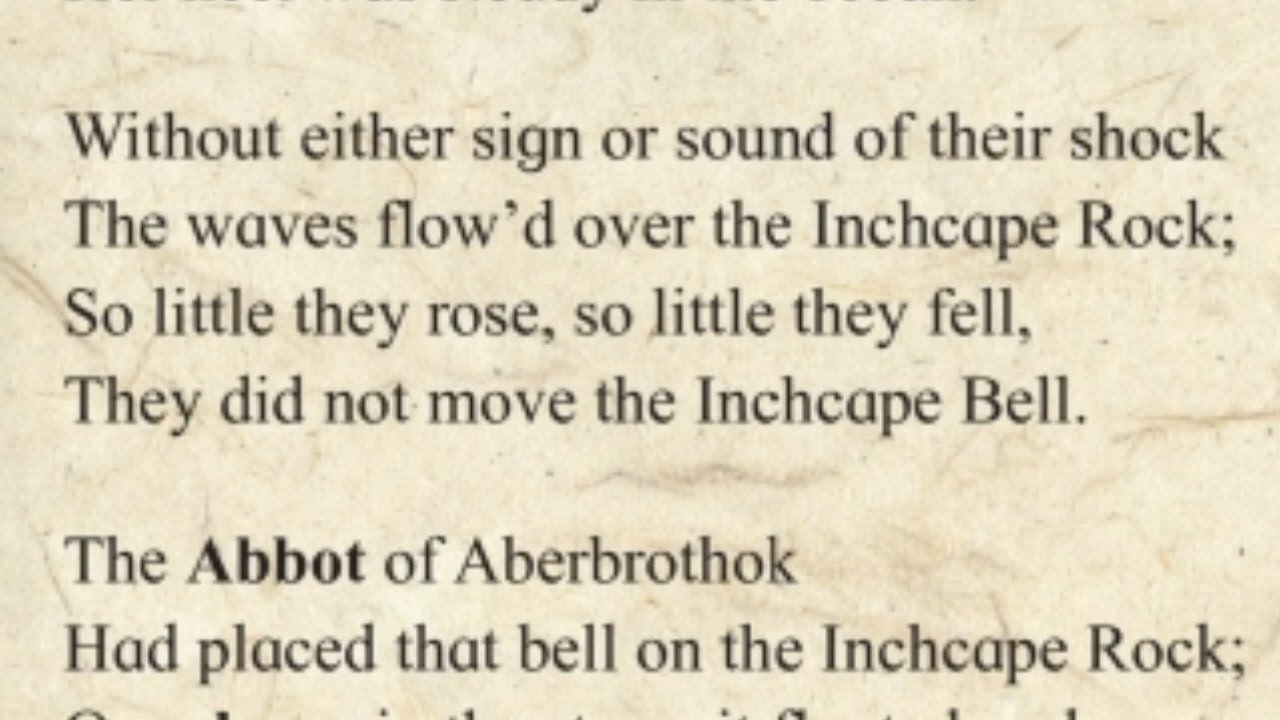 Without either sign or sound of their shock
The waves flow’d over the Inchcape Rock;
So little they rose, so little they fell,
They did not move the Inchcape Bell.
The Abbot of Aberbrothok
Had placed that bell on the Inchcape Rock;